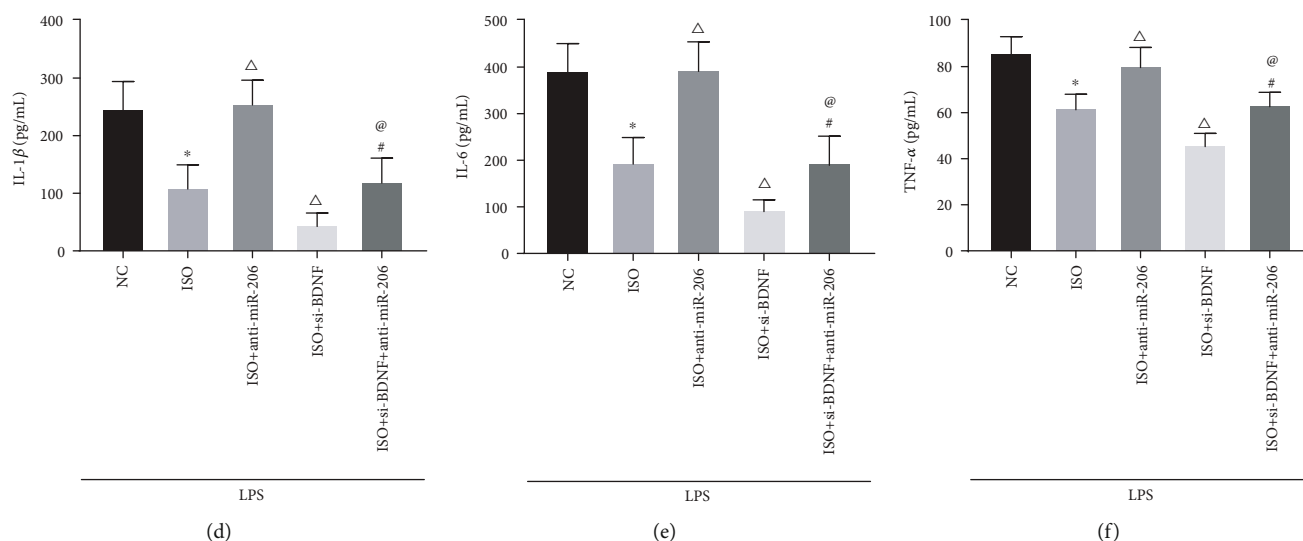 IL-1β (pg/mL)
400
300
200
100
0
△
*
@
#
△
NC
ISO
ISO+anti-miR-206
ISO+si-BDNF
ISO+si-BDNF+anti-miR-206
LPS
(d)
IL-6 (pg/mL)
500
400
300
200
100
0
△
*
@
#
△
NC
ISO
ISO+anti-miR-206
ISO+si-BDNF
ISO+si-BDNF+anti-miR-206
LPS
(e)
TNF-α (pg/mL)
100
80
60
40
20
0
△
*
@
#
△
NC
ISO
ISO+anti-miR-206
ISO+si-BDNF
ISO+si-BDNF+anti-miR-206
LPS
(f)